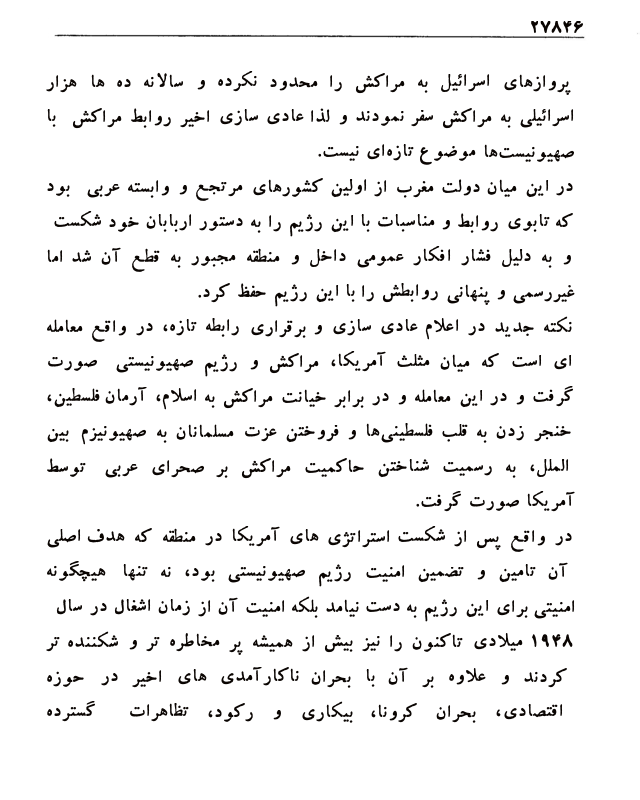 ۲۷۸۴۶
پروازهای اسرائیل به مراکش را محدود نکرده و سالانه ده ها هزار
اسرائیلی به مراکش سفر نمودند و لذا عادی سازی اخیر روابط مراکش با
صهیونیست‌ها موضوع تازه‌ای نیست.
در این میان دولت مغرب از اولین کشورهای مرتجع و وابسته عربی بود
که تابوی روابط و مناسبات با این رژیم را به دستور اربابان خود شکست
و به دلیل فشار افکار عمومی داخل و منطقه مجبور به قطع آن شد اما
غیررسمی و پنهانی روابطش را با این رژیم حفظ کرد.
نکته جدید در اعلام عادی سازی و برقراری رابطه تازه، در واقع معامله
ای است که میان مثلث آمریکا، مراکش و رژیم صهیونیستی صورت
گرفت و در این معامله و در برابر خیانت مراکش به اسلام، آرمان فلسطین،
خنجر زدن به قلب فلسطینی‌ها و فروختن عزت مسلمانان به صهیونیزم بین
الملل، به رسمیت شناختن حاکمیت مراکش بر صحرای عربی توسط
آمریکا صورت گرفت.
در واقع پس از شکست استراتژی های آمریکا در منطقه که هدف اصلی
آن تامین و تضمین امنیت رژیم صهیونیستی بود، نه تنها هیچگونه
امنیتی برای این رژیم به دست نیامد بلکه امنیت آن از زمان اشغال در سال
۱۹۴۸ میلادی تاکنون را نیز بیش از همیشه پر مخاطره تر و شکننده تر
کردند و علاوه بر آن با بحران ناکارآمدی های اخیر در حوزه
اقتصادی، بحران کرونا، بیکاری و رکود، تظاهرات گسترده